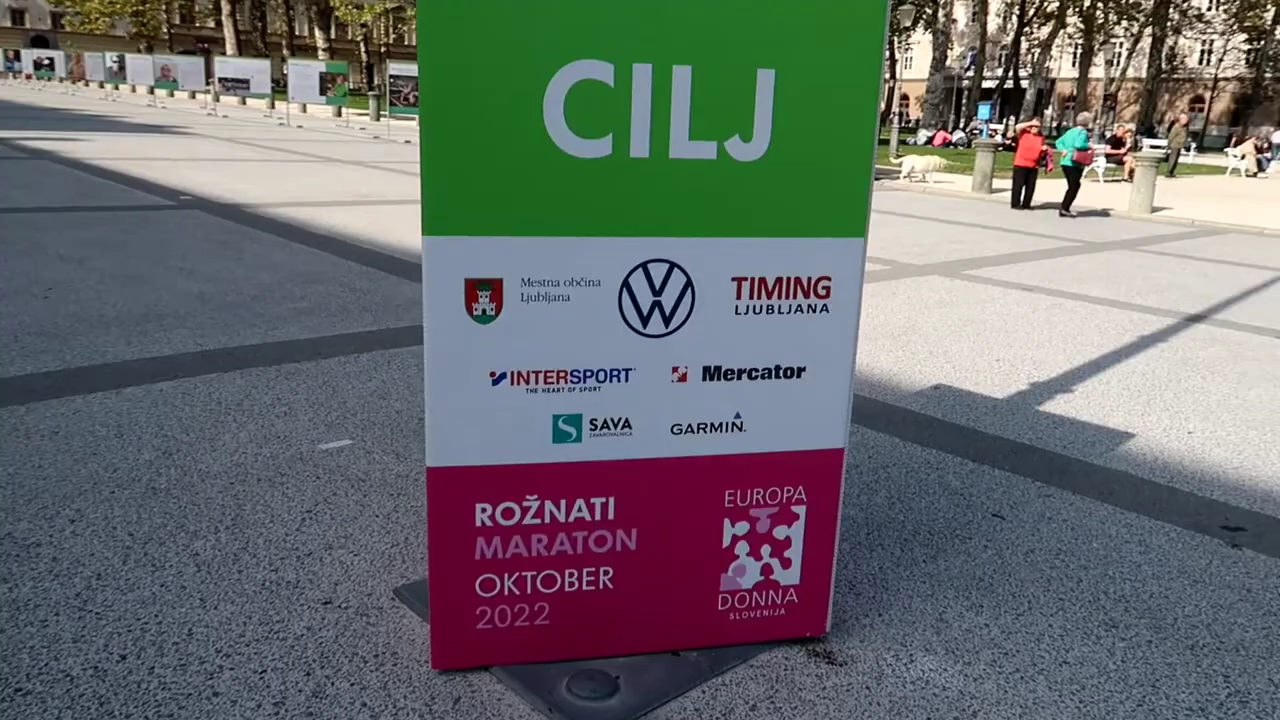 CILJ
Mestna občina
Ljubljana
TIMING
LJUBLJANA
INTERSPORT
THE HEART OF SPORT
Mercator
SAVA
ZAVAROVALNICA
GARMIN
ROŽNATI
MARATON
OKTOBER
2022
EUROPA
DONNA
SLOVENIJA